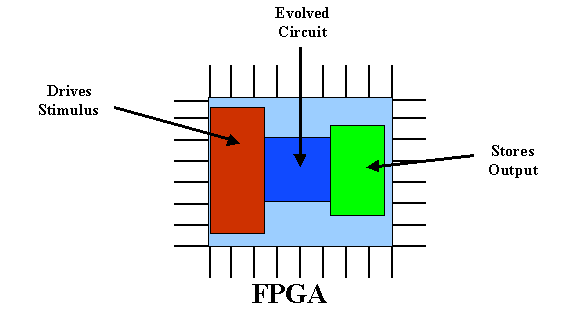 Evolved
Circuit
Drives
Stimulus
Stores
Output
FPGA